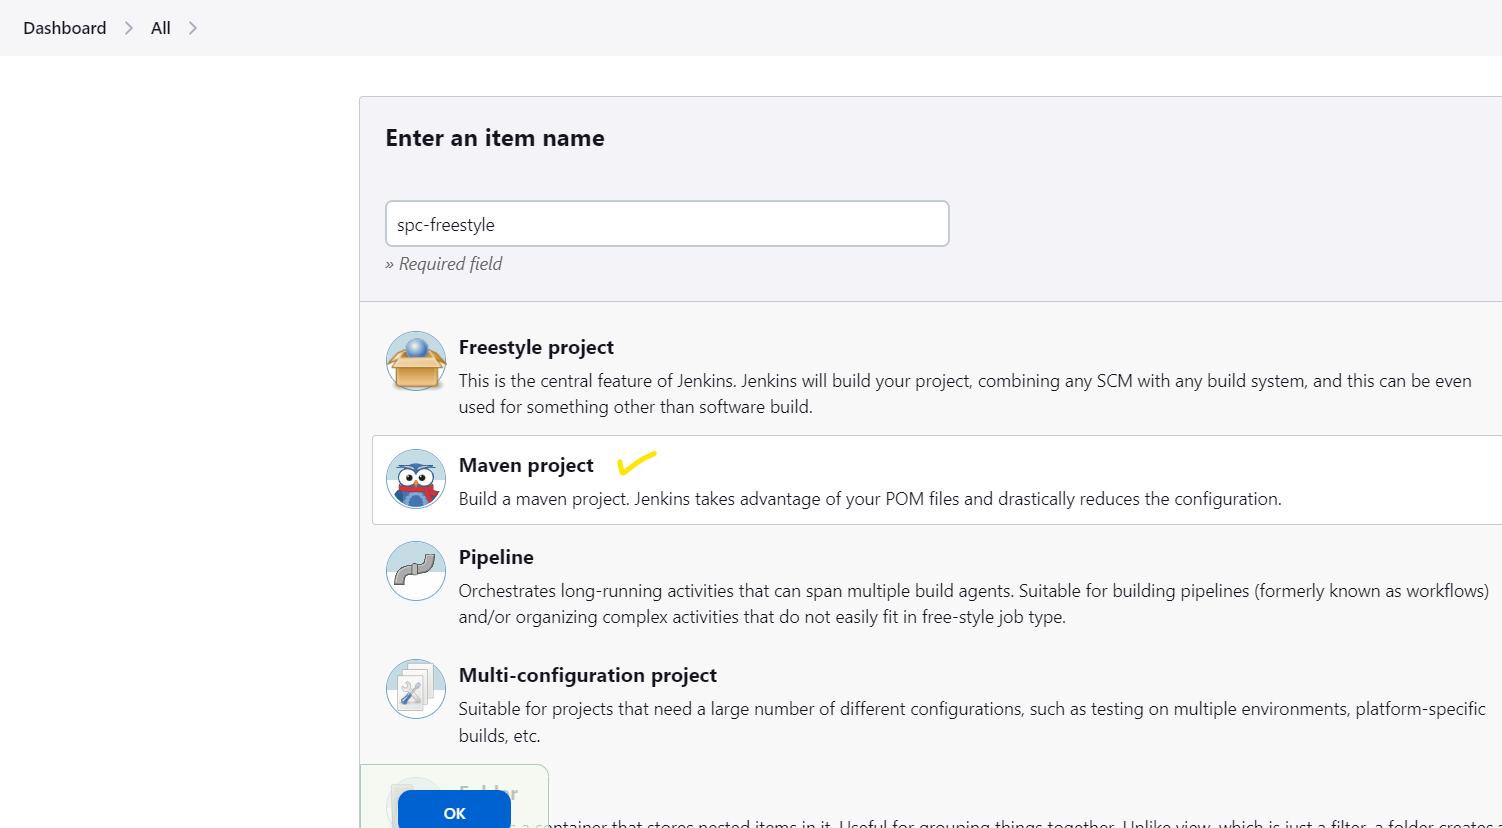 Dashboard > All >
Enter an item name
spc-freestyle
» Required field
Freestyle project
This is the central feature of Jenkins. Jenkins will build your project, combining any SCM with any build system, and this can be even
used for something other than software build.
Maven project
Build a maven project. Jenkins takes advantage of your POM files and drastically reduces the configuration.
Pipeline
Orchestrates long-running activities that can span multiple build agents. Suitable for building pipelines (formerly known as workflows)
and/or organizing complex activities that do not easily fit in free-style job type.
Multi-configuration project
Suitable for projects that need a large number of different configurations, such as testing on multiple environments, platform-specific
builds, etc.
Folder
OK
a container that stores nested items in it. Useful for grouping things together. Unlike view, which is just a filter, a folder creates